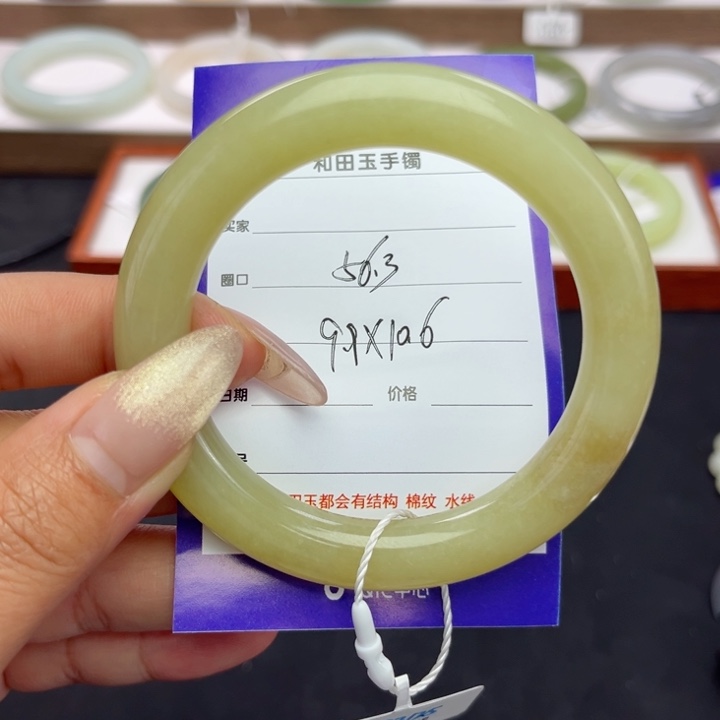 和田玉手镯
买家
圈口 56.3
9.8X10.6
日期 价格
玉都会有结构 棉纹 水线